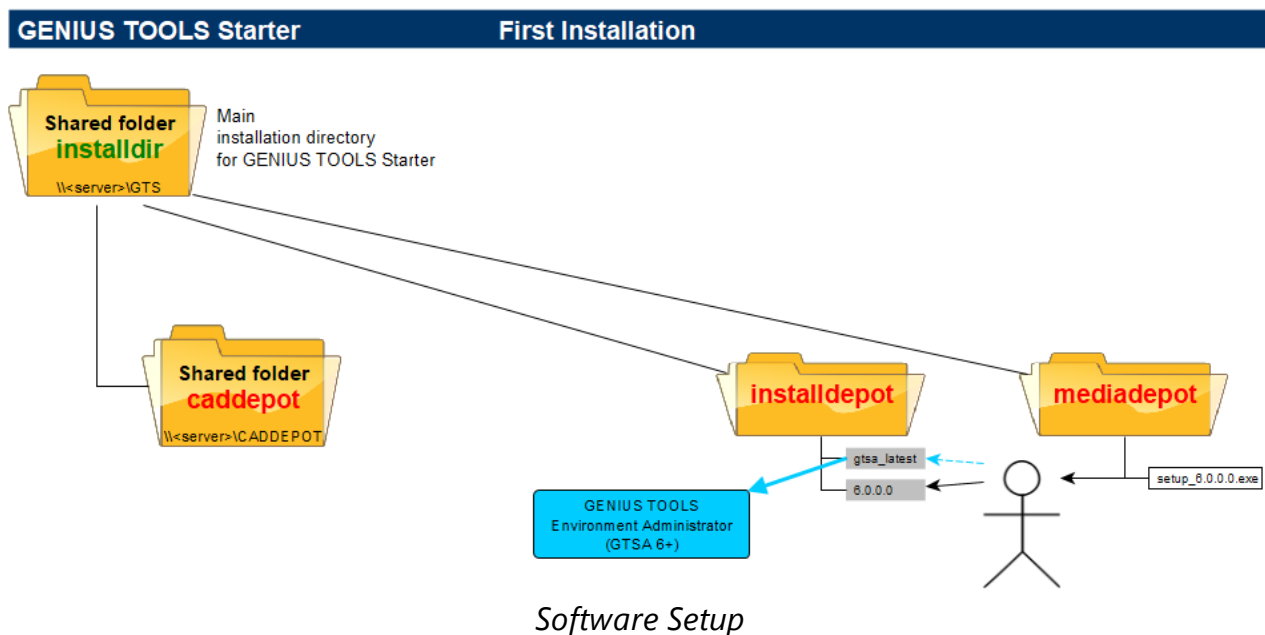 GENIUS TOOLS Starter First Installation
Shared folder
installdir
\\<server>\GTS
Main
installation directory
for GENIUS TOOLS Starter
Shared folder
caddepot
\\<server>\CADDEPOT
installdepot
mediadepot
gtsa_latest
6.0.0.0
setup_6.0.0.0.exe
GENIUS TOOLS
Environment Administrator
(GTSA 6+)
Software Setup